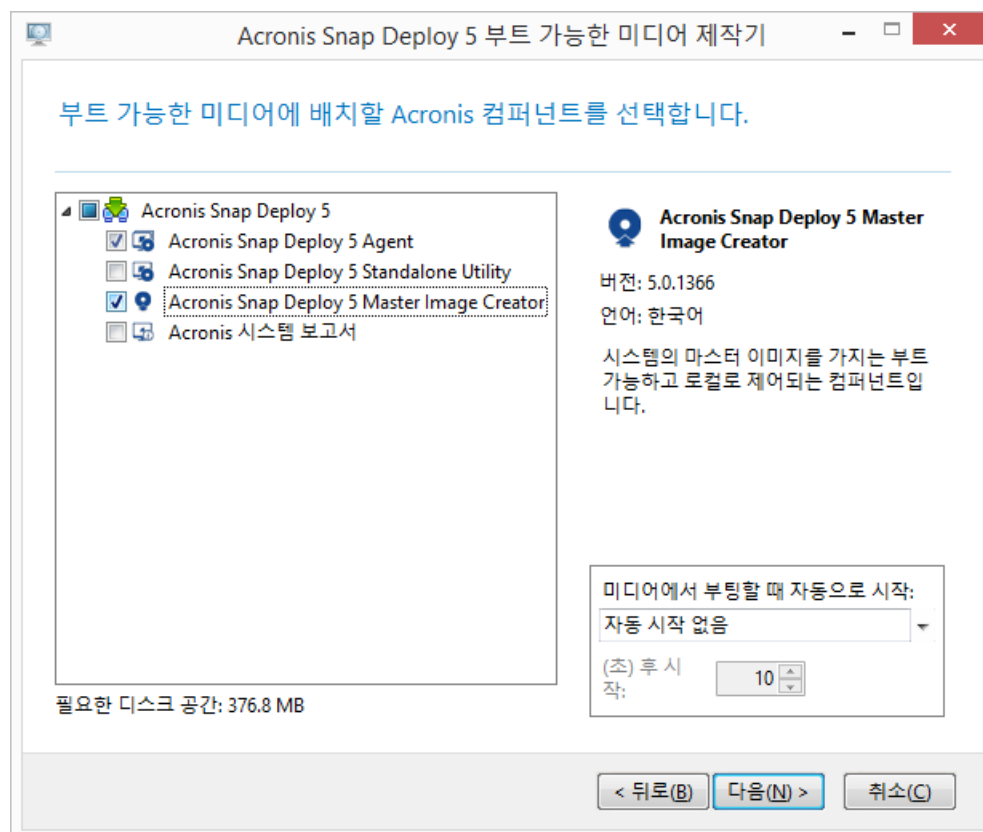 Acronis Snap Deploy 5 부트 가능한 미디어 제작기
부트 가능한 미디어에 배치할 Acronis 컴퍼넌트를 선택합니다.
Acronis Snap Deploy 5
Acronis Snap Deploy 5 Agent
Acronis Snap Deploy 5 Standalone Utility
Acronis Snap Deploy 5 Master Image Creator
Acronis 시스템 보고서
필요한 디스크 공간: 376.8 MB
Acronis Snap Deploy 5 Master
Image Creator
버전: 5.0.1366
언어: 한국어
시스템의 마스터 이미지를 가지는 부트
가능하고 로컬로 제어되는 컴퍼넌트입
니다.
미디어에서 부팅할 때 자동으로 시작:
자동 시작 없음
(초) 후 시
작:
10
< 뒤로(B)
다음(N) >
취소(C)